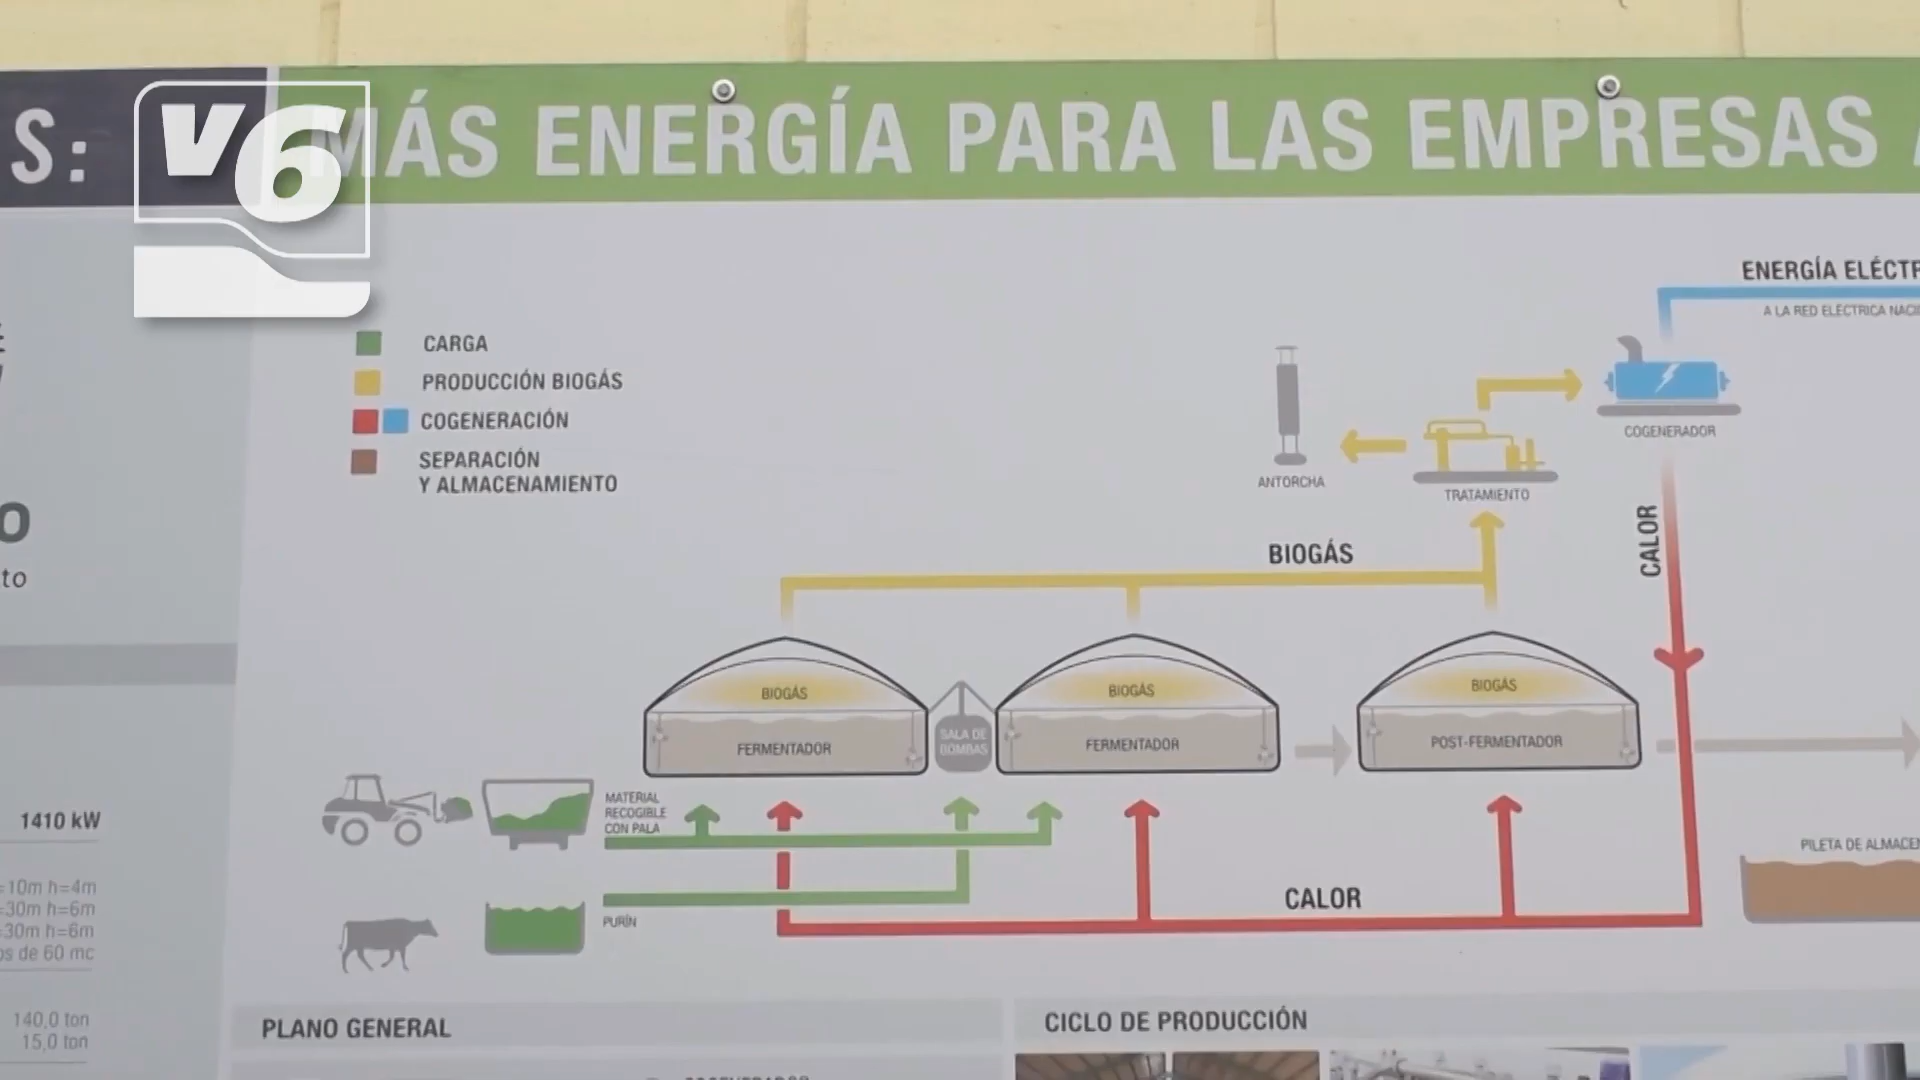 S:
V6
MÁS ENERGÍA PARA LAS EMPRESAS
ENERGÍA ELÉCTR
A LA RED ELÉCTRICA NACI
CARGA
PRODUCCIÓN BIOGÁS
COGENERACIÓN
SEPARACIÓN
Y ALMACENAMIENTO
COGENERADOR
ANTORCHA
TRATAMIENTO
CALOR
BIOGÁS
o
to
BIOGÁS
BIOGÁS
BIOGÁS
FERMENTADOR
SALA DE
BOMBAS
FERMENTADOR
POST-FERMENTADOR
MATERIAL
RECOGIBLE
CON PALA
1410 kW
PILETA DE ALMACEN
=10m h=4m
=30m h=6m
=30m h=6m
os de 60 mc
CALOR
PURÍN
140,0 ton
15,0 ton
PLANO GENERAL
CICLO DE PRODUCCIÓN